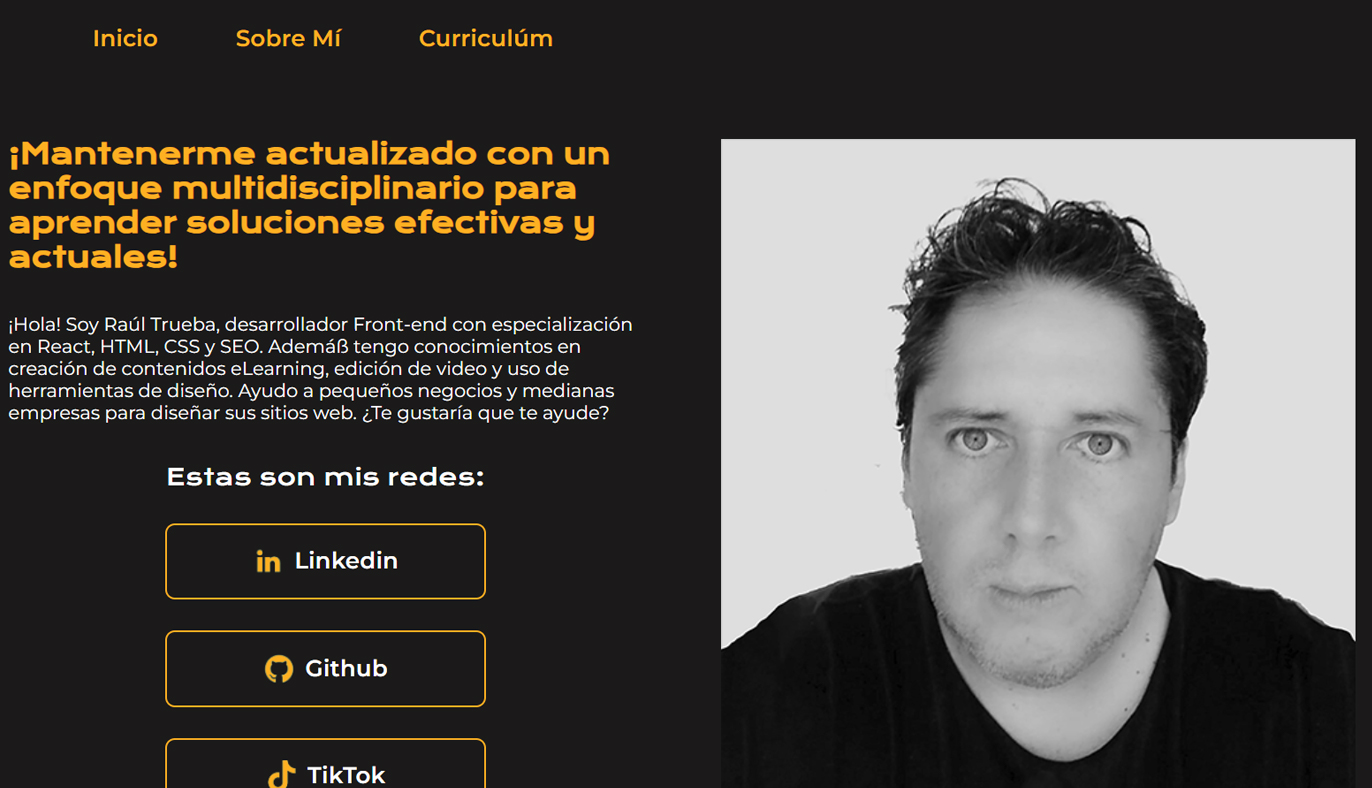 Inicio Sobre Mí Curriculúm
¡Mantenerme actualizado con un
enfoque multidisciplinario para
aprender soluciones efectivas y
actuales!
¡Hola! Soy Raúl Trueba, desarrollador Front-end con especialización
en React, HTML, CSS y SEO. Ademáß tengo conocimientos en
creación de contenidos eLearning, edición de video y uso de
herramientas de diseño. Ayudo a pequeños negocios y medianas
empresas para diseñar sus sitios web. ¿Te gustaría que te ayude?
Estas son mis redes:
in Linkedin
Github
TikTok